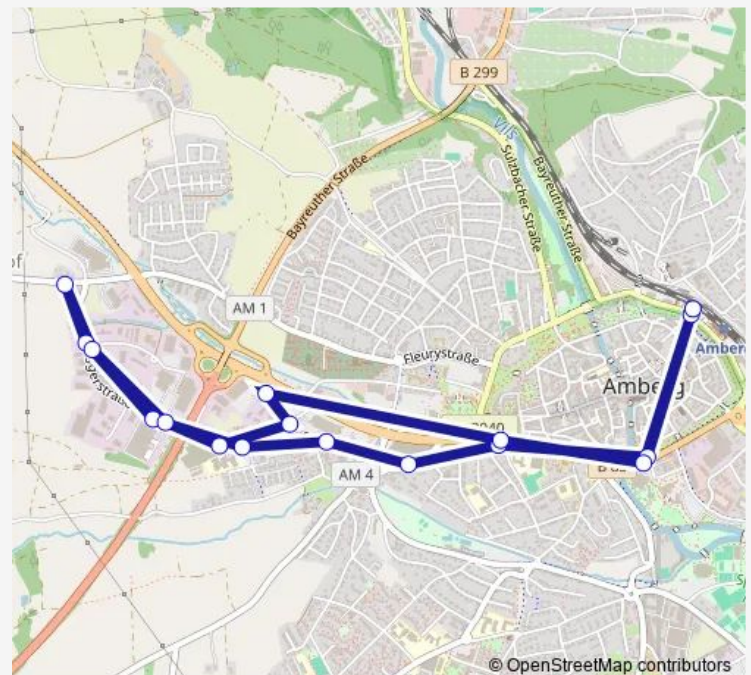 B 299
Vils
Sulzbacher Straße
Bayreuther Straße
Bayreuther Straße
AM 1
Fleurystraße
Amberg
AM 4
© OpenStreetMap contributors